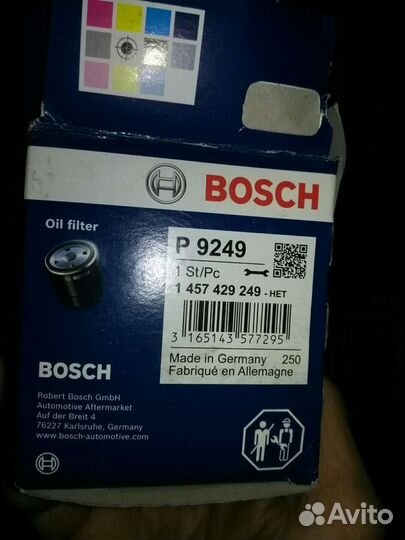 BOSCH
Oil filter
P 9249
1 St/Pc
1 457 429 249 - HET
3 165143 577295
Made in Germany 250
Fabriqué en Allemagne
BOSCH
Robert Bosch GmbH
Automotive Aftermarket
Auf der Breit 4
76227 Karlsruhe, Germany
www.bosch-automotive.com
Avito